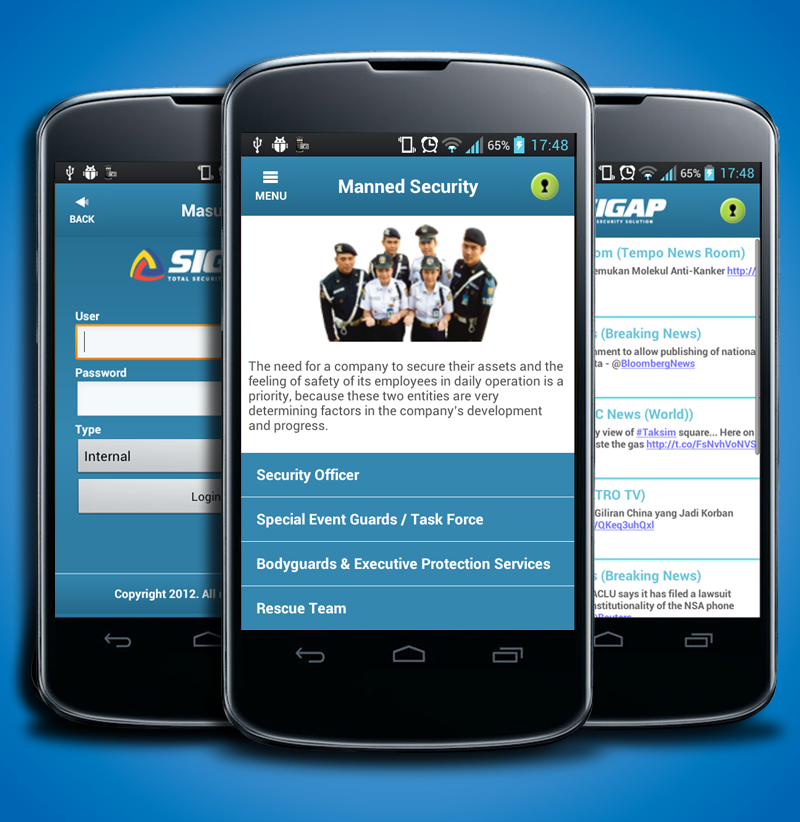 17:48
BACK
Masu
SIG
TOTAL SECURIT
User
Password
Type
Internal
Login
Copyright 2012. All r
65% 17:48
MENU
Manned Security
The need for a company to secure their assets and the
feeling of safety of its employees in daily operation is a
priority, because these two entities are very
determining factors in the company's development
and progress.
Security Officer
Special Event Guards / Task Force
Bodyguards & Executive Protection Services
Rescue Team
65% 17:48
IGAP
SECURITY SOLUTION
om (Tempo News Room)
emukan Molekul Anti-Kanker http://
s (Breaking News)
nment to allow publishing of nationa
ta - @BloombergNews
C News (World))
y view of #Taksim square... Here on
ste the gas http://t.co/FsNvhVoNVS
TRO TV)
Giliran China yang Jadi Korban
/QKeq3uhQxl
s (Breaking News)
ACLU says it has filed a lawsuit
nstitutionality of the NSA phone